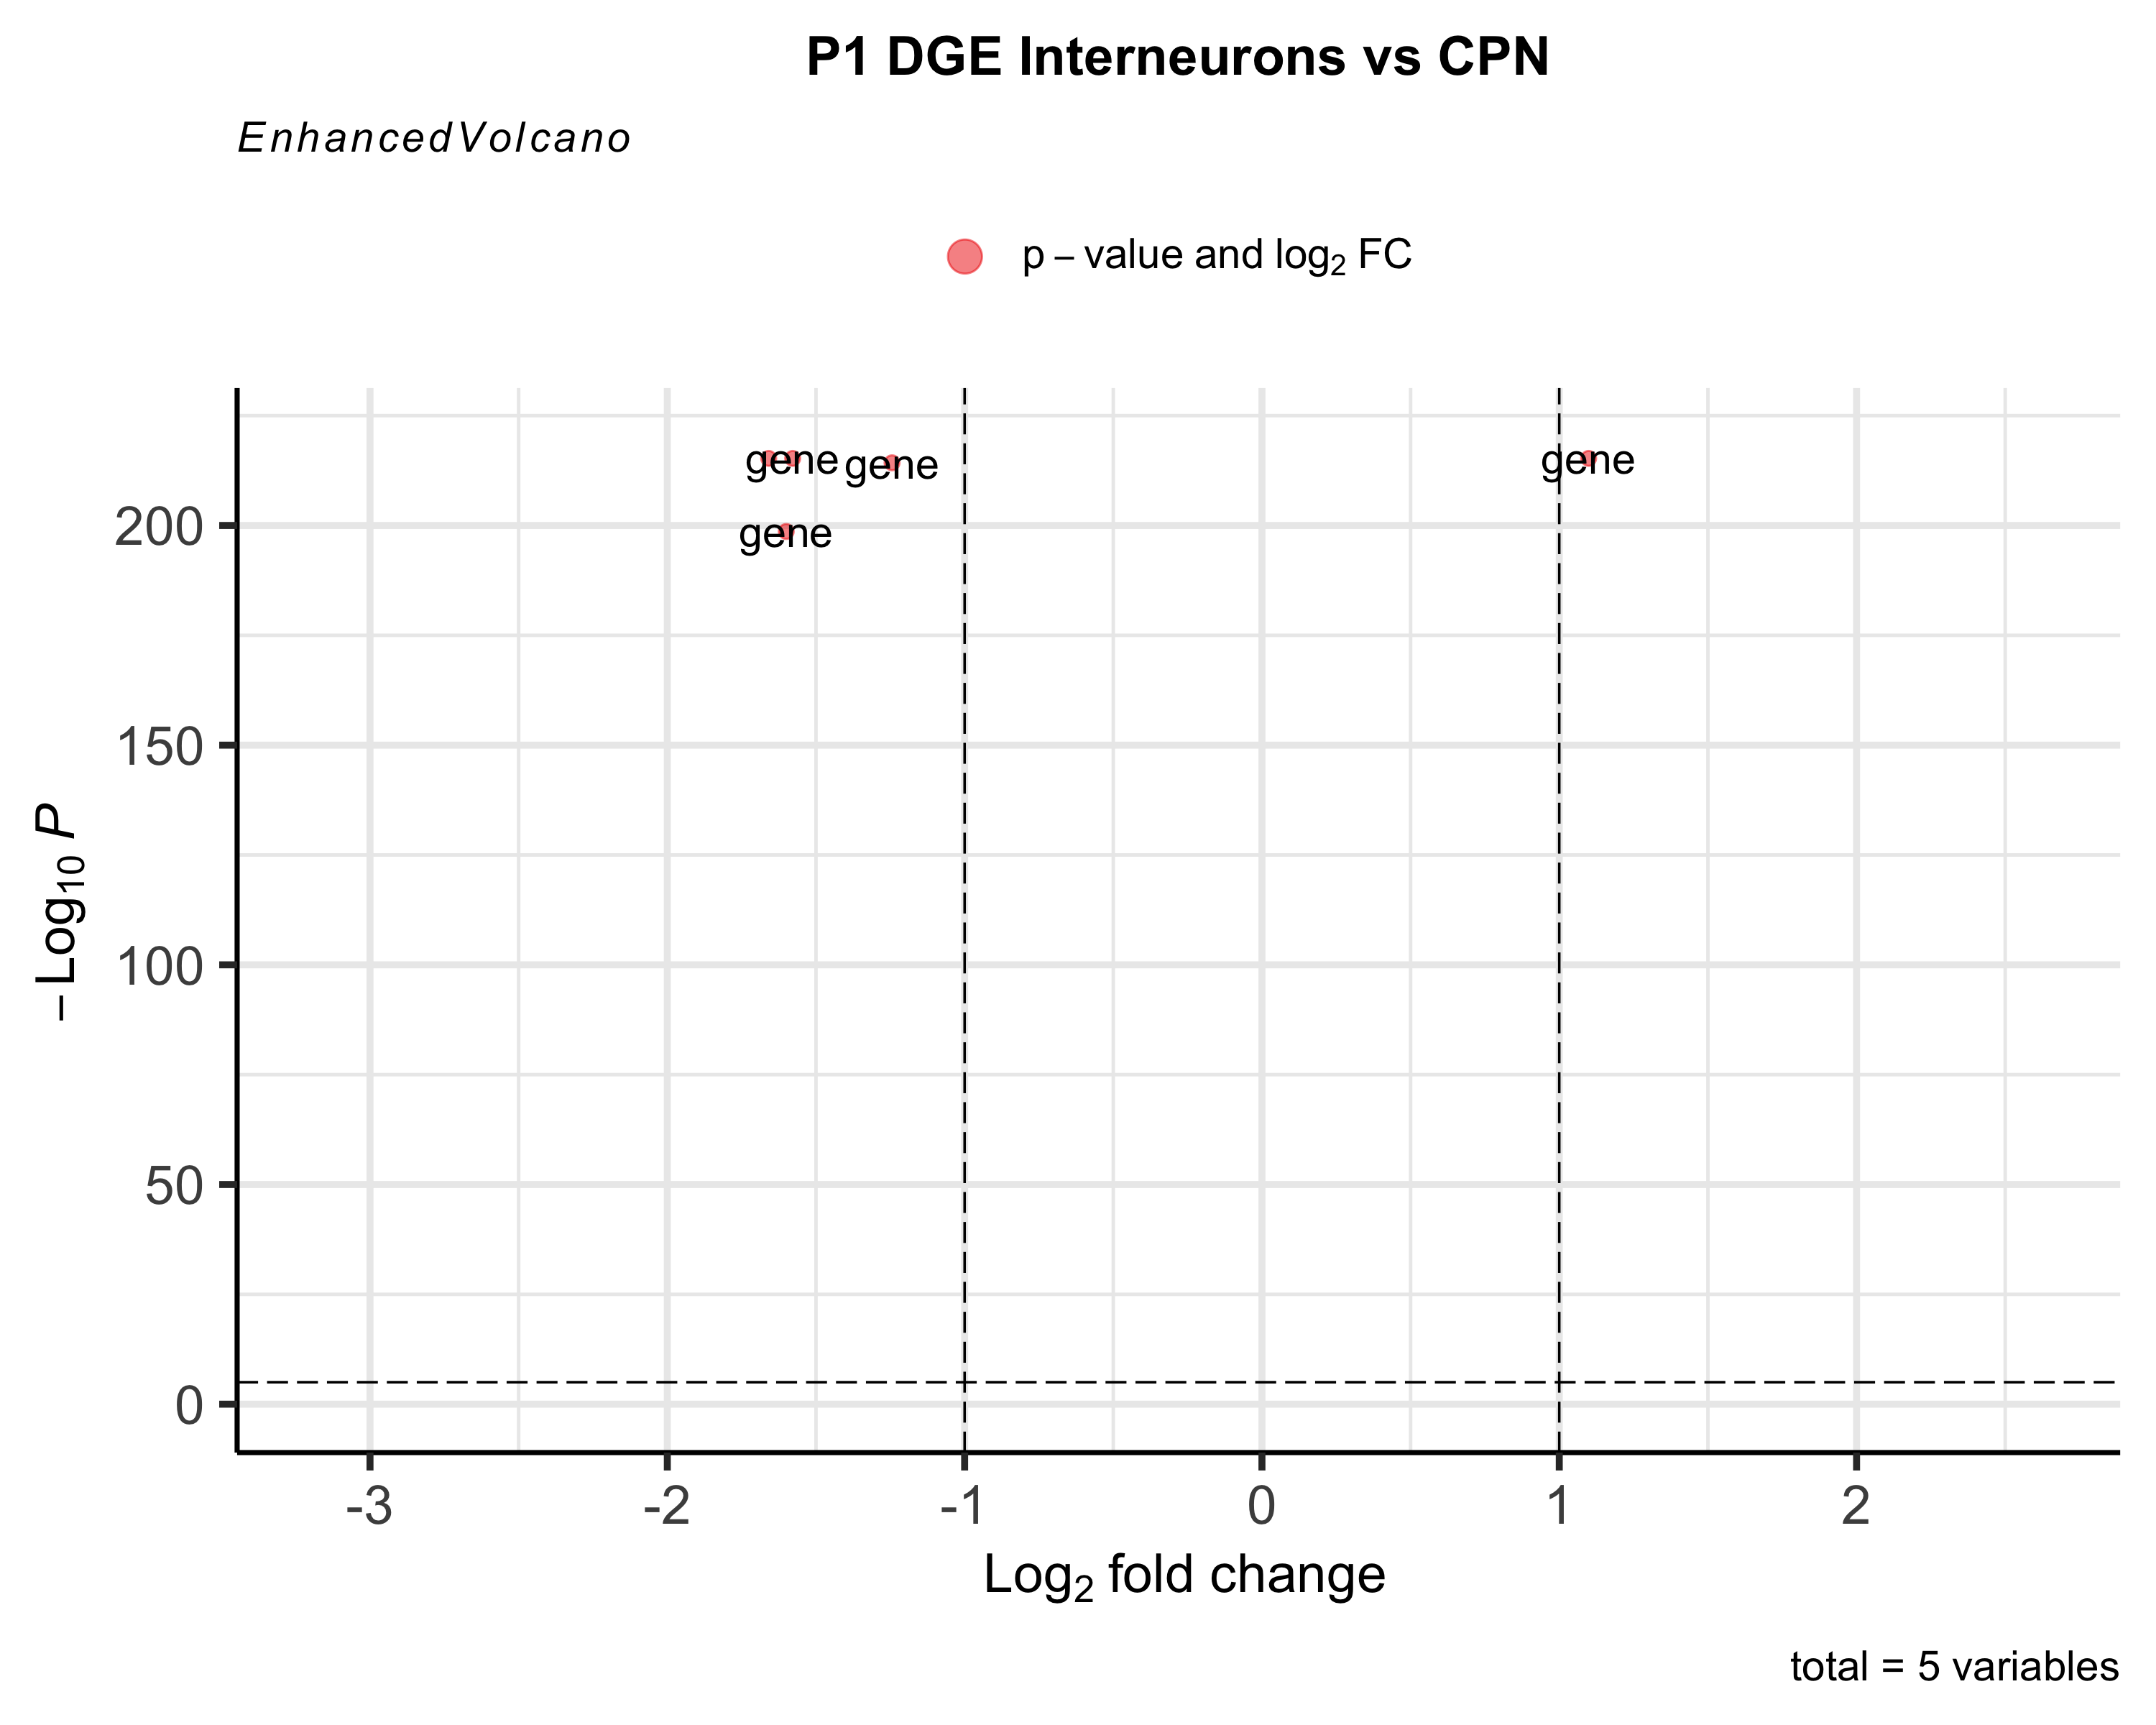 P1 DGE Interneurons vs CPN
EnhancedVolcano
p – value and log₂ FC
gene
gene
gene
gene
200
150
100
50
0
– Log₁₀ P
-3 -2 -1 0 1 2
Log₂ fold change
total = 5 variables